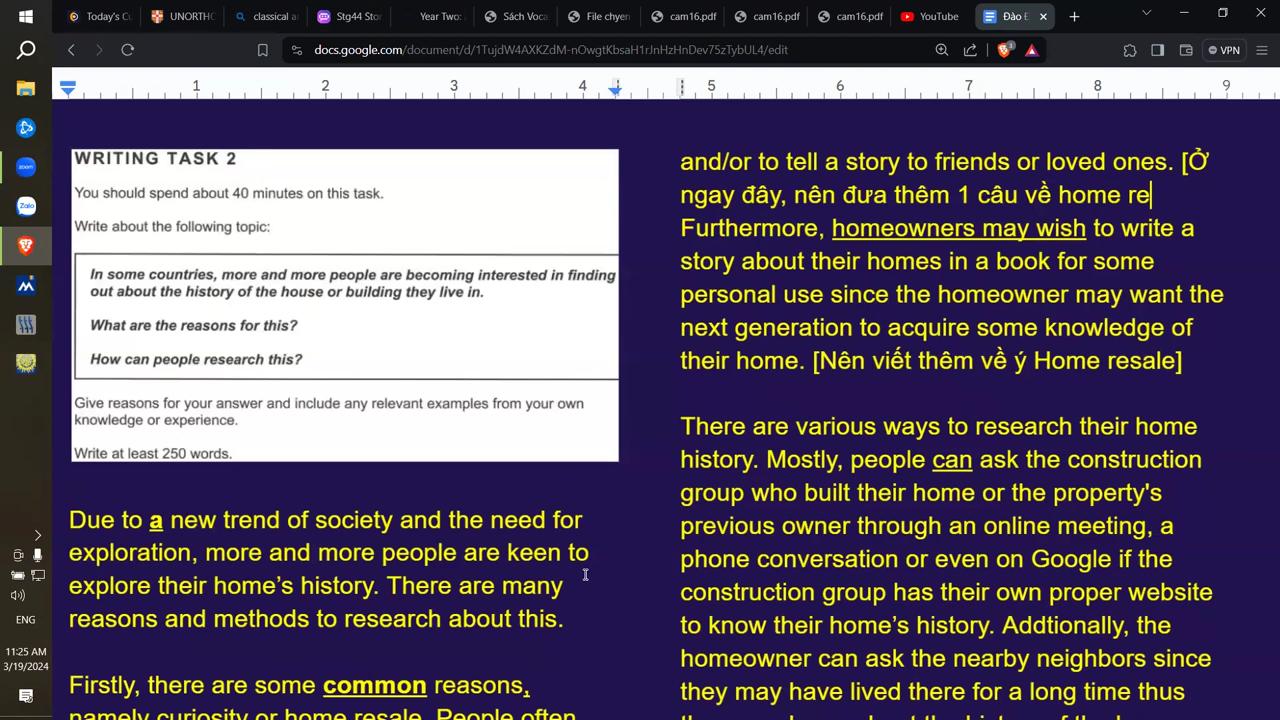 Today's Cu
UNORTHO
classical ar
Stg44 Stor
Year Two:
Sách Voca
File chyen
cam16.pdf
cam16.pdf
cam16.pdf
YouTube
Đào Đ
docs.google.com/document/d/1TujdW4AXKZdM-nOwgtKbsaH1rJnHzHnDev75zTybUL4/edit
1
VPN
1 2 3 4 5 6 7 8 9
WRITING TASK 2
You should spend about 40 minutes on this task.
Write about the following topic:
In some countries, more and more people are becoming interested in finding
out about the history of the house or building they live in.
What are the reasons for this?
How can people research this?
Give reasons for your answer and include any relevant examples from your own
knowledge or experience.
Write at least 250 words.
Due to a new trend of society and the need for
exploration, more and more people are keen to
explore their home's history. There are many
reasons and methods to research about this.
Firstly, there are some common reasons,
namely curiosity or home resale. People often
and/or to tell a story to friends or loved ones. [Ở
ngay đây, nên đưa thêm 1 câu về home re
Furthermore, homeowners may wish to write a
story about their homes in a book for some
personal use since the homeowner may want the
next generation to acquire some knowledge of
their home. [Nên viết thêm về ý Home resale]
There are various ways to research their home
history. Mostly, people can ask the construction
group who built their home or the property's
previous owner through an online meeting, a
phone conversation or even on Google if the
construction group has their own proper website
to know their home's history. Addtionally, the
homeowner can ask the nearby neighbors since
they may have lived there for a long time thus
ENG
11:25 AM
3/19/2024